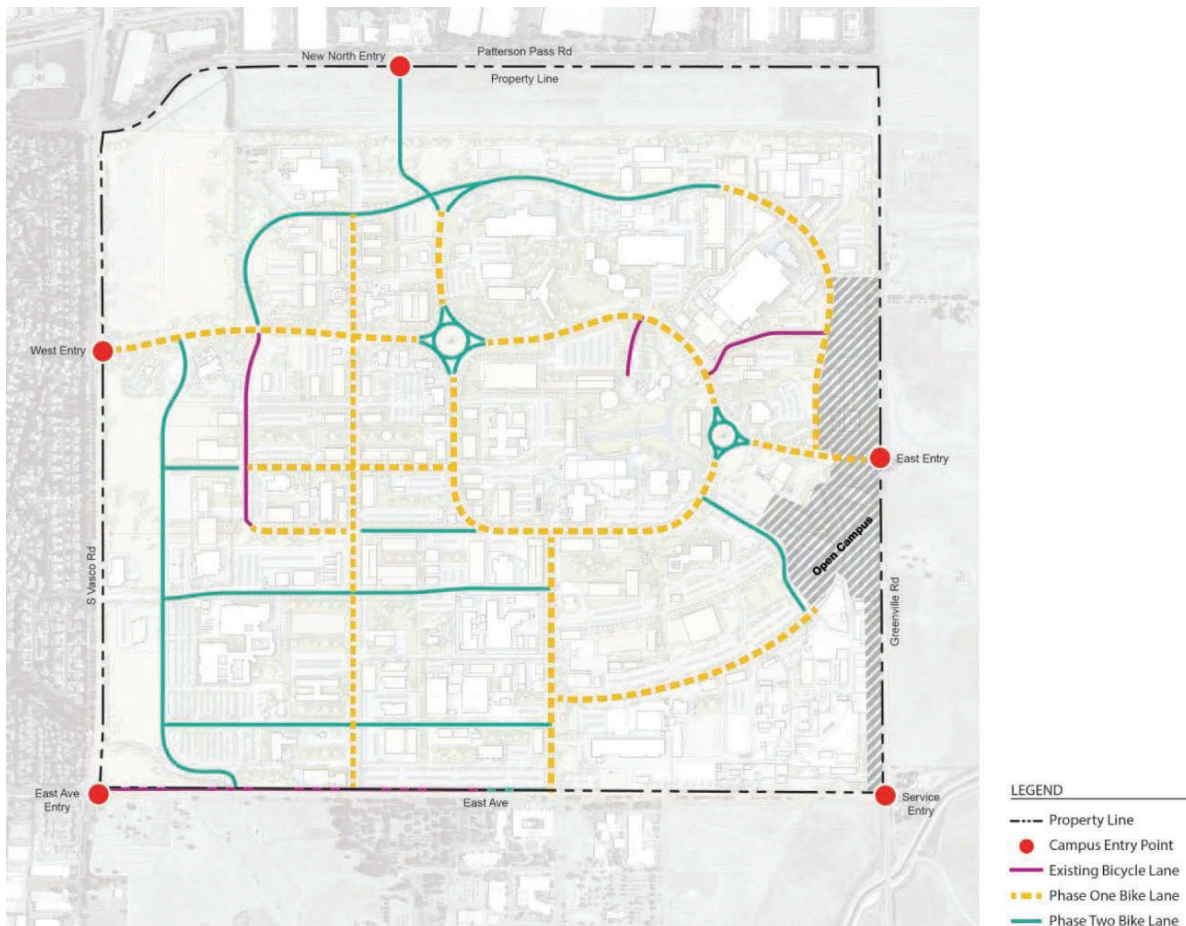 Patterson Pass Rd
New North Entry
Property Line
West Entry
East Entry
Open Campus
S Vasco Rd
Greenville Rd
East Ave
Entry
East Ave
Service
Entry
LEGEND
Property Line
Campus Entry Point
Existing Bicycle Lane
Phase One Bike Lane
Phase Two Bike Lane